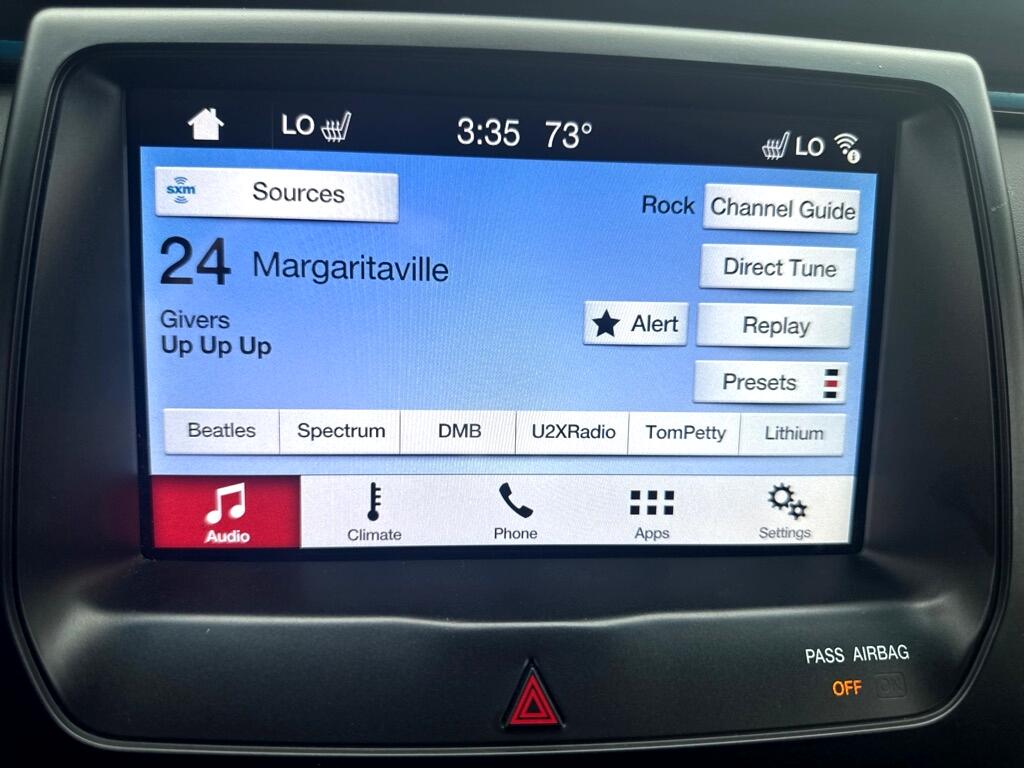 LO 3:35 73° LO
sxm Sources
Rock Channel Guide
24 Margaritaville
Direct Tune
Givers
Alert Replay
Up Up Up
Presets
Beatles Spectrum DMB U2XRadio TomPetty Lithium
Audio Climate Phone Apps Settings
PASS AIRBAG
OFF ON